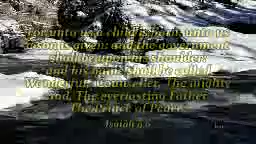 For unto us a child is born, unto us
a son is given: and the government
shall be upon his shoulder:
and his name shall be called
Wonderful, Counsellor, The mighty
God, The everlasting Father,
The Prince of Peace.
Isaiah 9:6